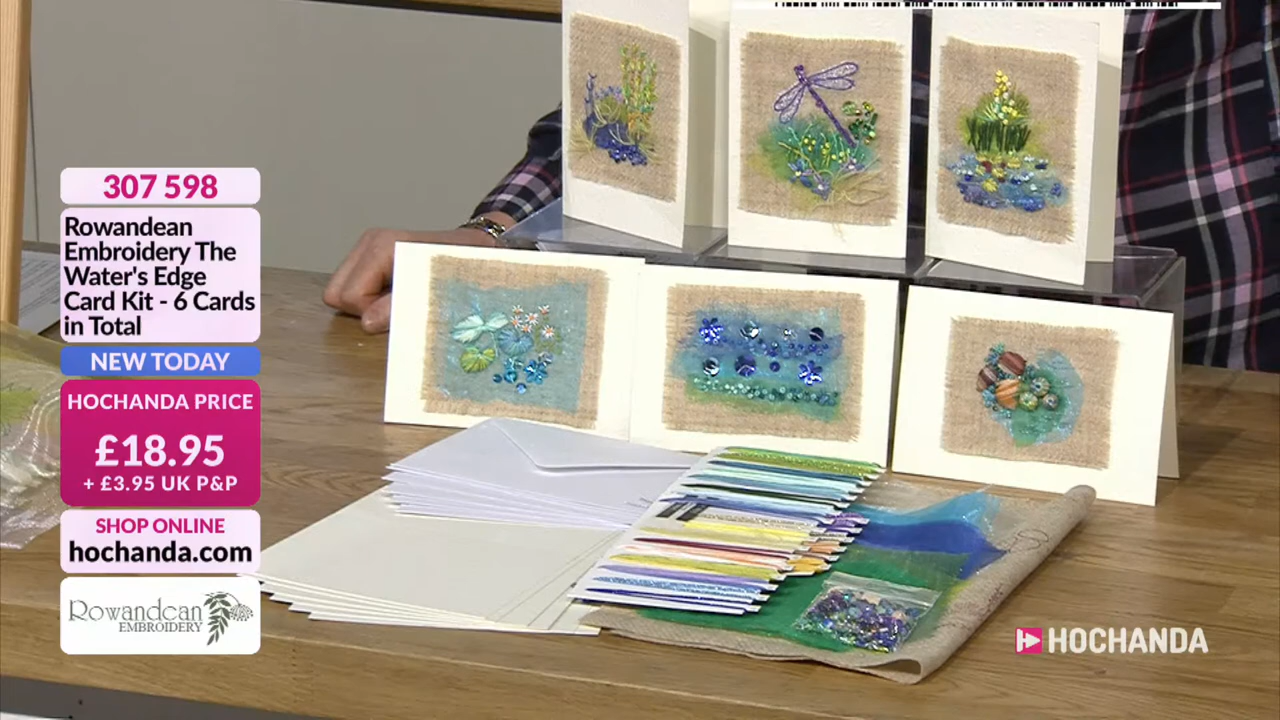 307 598
Rowandean
Embroidery The
Water's Edge
Card Kit - 6 Cards
in Total
NEW TODAY
HOCHANDA PRICE
£18.95
+ £3.95 UK P&P
SHOP ONLINE
hochanda.com
Rowandean
EMBROIDERY
HOCHANDA